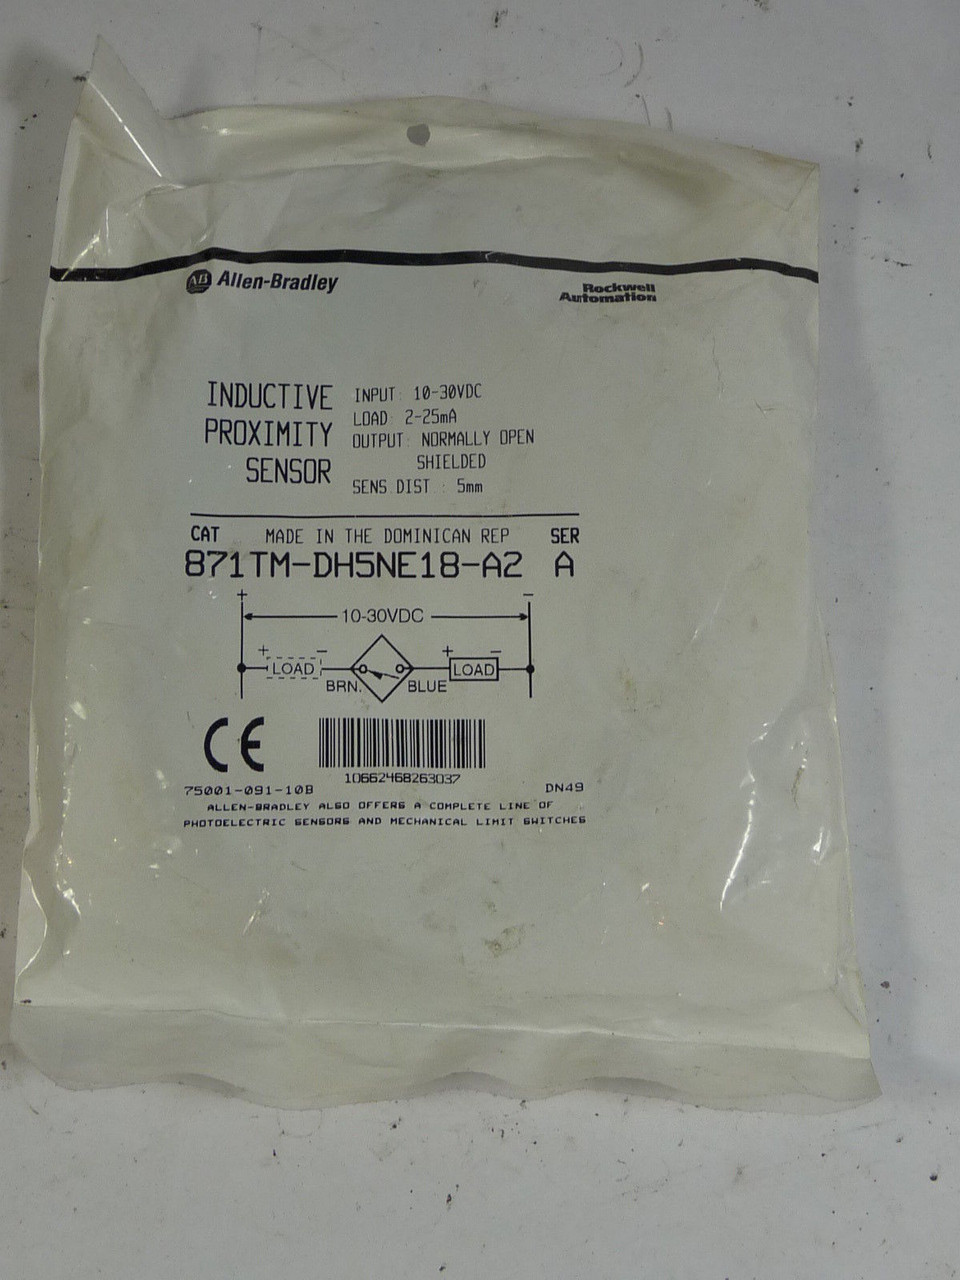 AB Allen-Bradley
Rockwell
Automation
INDUCTIVE
PROXIMITY
SENSOR
INPUT: 10-30VDC
LOAD: 2-25mA
OUTPUT: NORMALLY OPEN
SHIELDED
SENS. DIST : 5mm
CAT MADE IN THE DOMINICAN REP SER
871TM-DH5NE18-A2 A
+ −
10-30VDC
+ − + −
LOAD LOAD
BRN. BLUE
CE
10662468263037
75001-091-10B DN49
ALLEN-BRADLEY ALSO OFFERS A COMPLETE LINE OF
PHOTOELECTRIC SENSORS AND MECHANICAL LIMIT SWITCHES